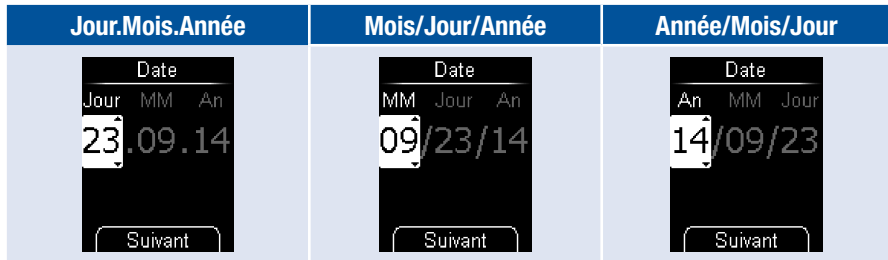 Jour.Mois.Année Mois/Jour/Année Année/Mois/Jour
Date Date Date
Jour MM An MM Jour An An MM Jour
23.09.14 09/23/14 14/09/23
Suivant Suivant Suivant